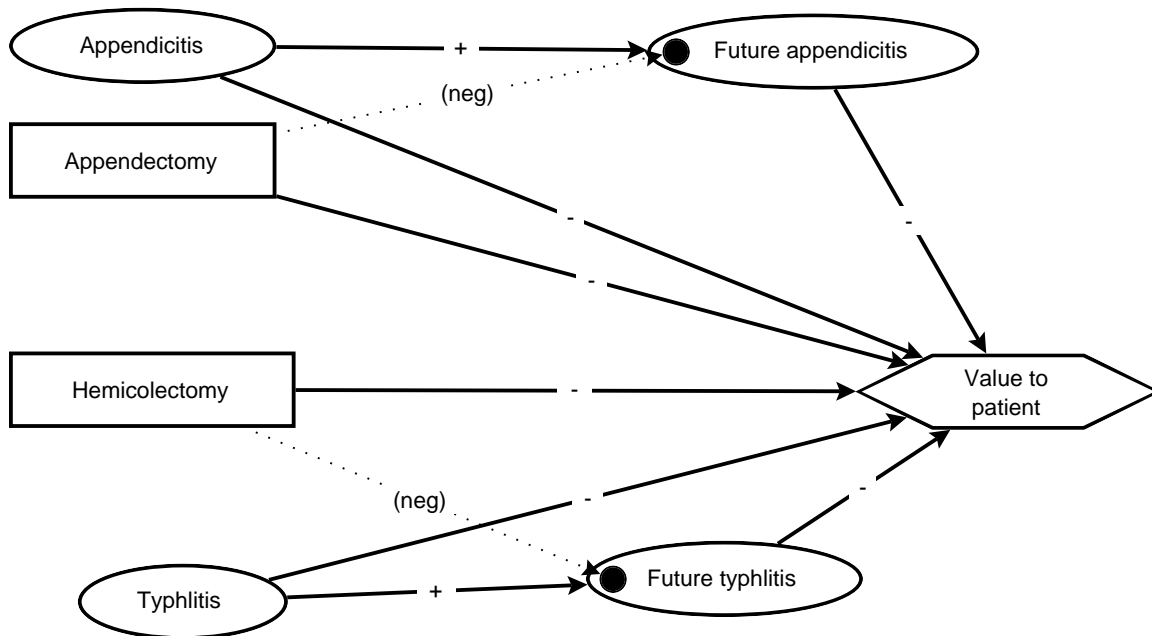 Appendicitis
+
Future appendicitis
(neg)
Appendectomy
-
-
-
Hemicolectomy
-
Value to
patient
(neg)
-
-
Typhlitis
+
Future typhlitis